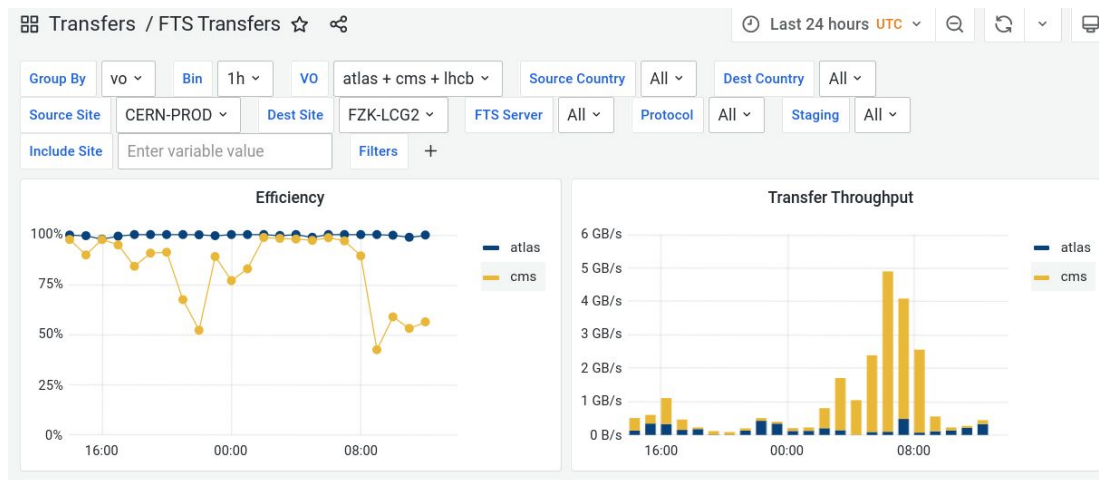 Transfers / FTS Transfers
Last 24 hours UTC
Group By vo Bin 1h VO atlas + cms + lhcb Source Country All Dest Country All
Source Site CERN-PROD Dest Site FZK-LCG2 FTS Server All Protocol All Staging All
Include Site Enter variable value Filters +
Efficiency
100%
75%
50%
25%
0%
16:00 00:00 08:00
atlas
cms
Transfer Throughput
6 GB/s
5 GB/s
4 GB/s
3 GB/s
2 GB/s
1 GB/s
0 B/s
16:00 00:00 08:00
atlas
cms